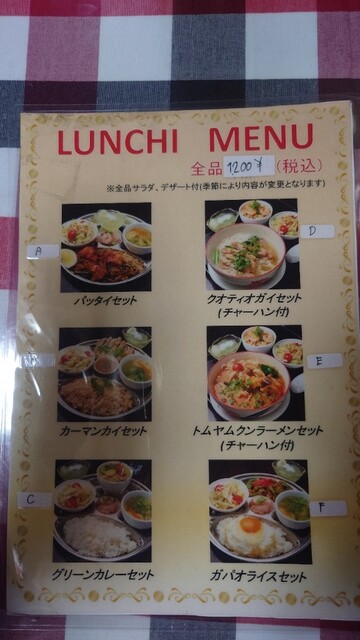 LUNCHI MENU
全品 1200¥ (税込)
※全品サラダ、デザート付(季節により内容が変更となります)
A
パッタイセット
D
クオティオガイセット
(チャーハン付)
カーマンカイセット
E
トムヤムクンラーメンセット
(チャーハン付)
C
グリーンカレーセット
F
ガパオライスセット